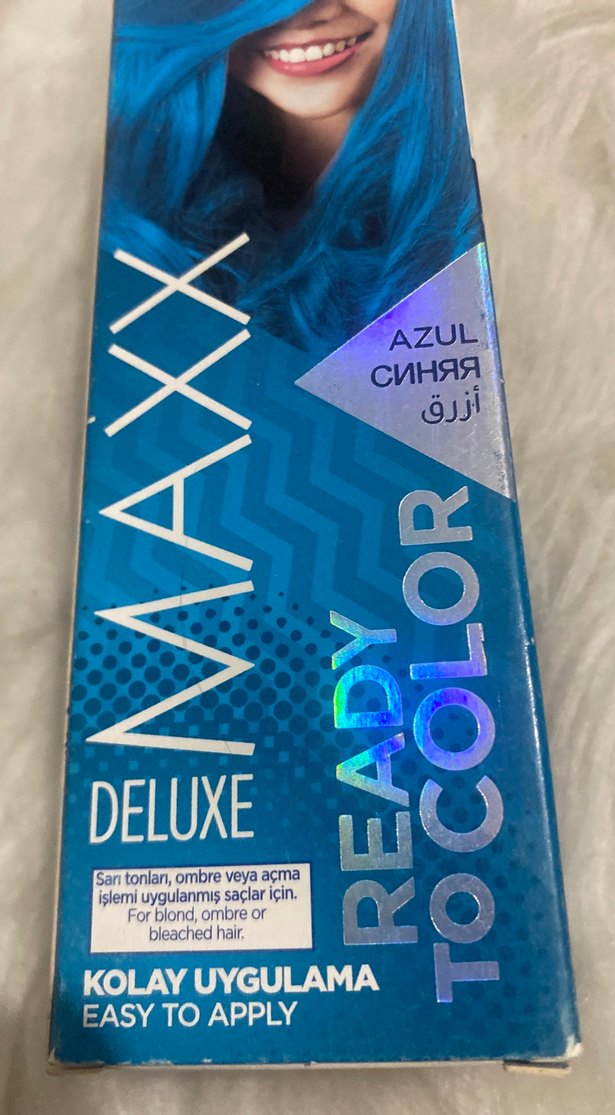 AZUL
СИНЯЯ
أزرق
MAXX
DELUXE
READY
TO COLOR
Sarı tonları, ombre veya açma
işlemi uygulanmış saçlar için.
For blond, ombre or
bleached hair.
KOLAY UYGULAMA
EASY TO APPLY